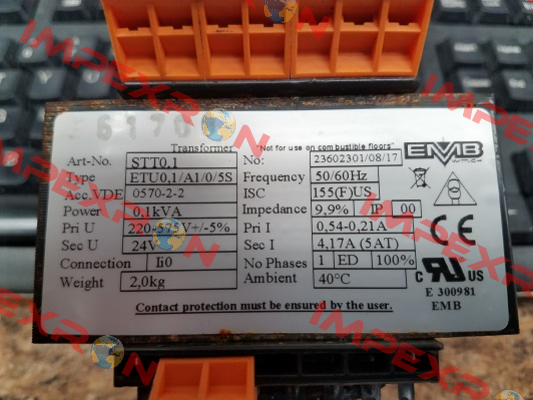 6170
Transformer "Not for use on combustible floors" EMB
Art-No. STT0,1 No: 23602301/08/17
Type ETU0,1/A1/0/5S Frequency 50/60Hz
Acc.VDE 0570-2-2 ISC 155(F)US
Power 0,1kVA Impedance 9,9% IP 00
Pri U 220-575V+/-5% Pri I 0,54-0,21A
Sec U 24V Sec I 4,17A (5AT)
Connection Ii0 No Phases 1 ED 100%
Weight 2,0kg Ambient 40°C
CE
C RU US
E 300981
EMB
Contact protection must be ensured by the user.
IMPEXRON